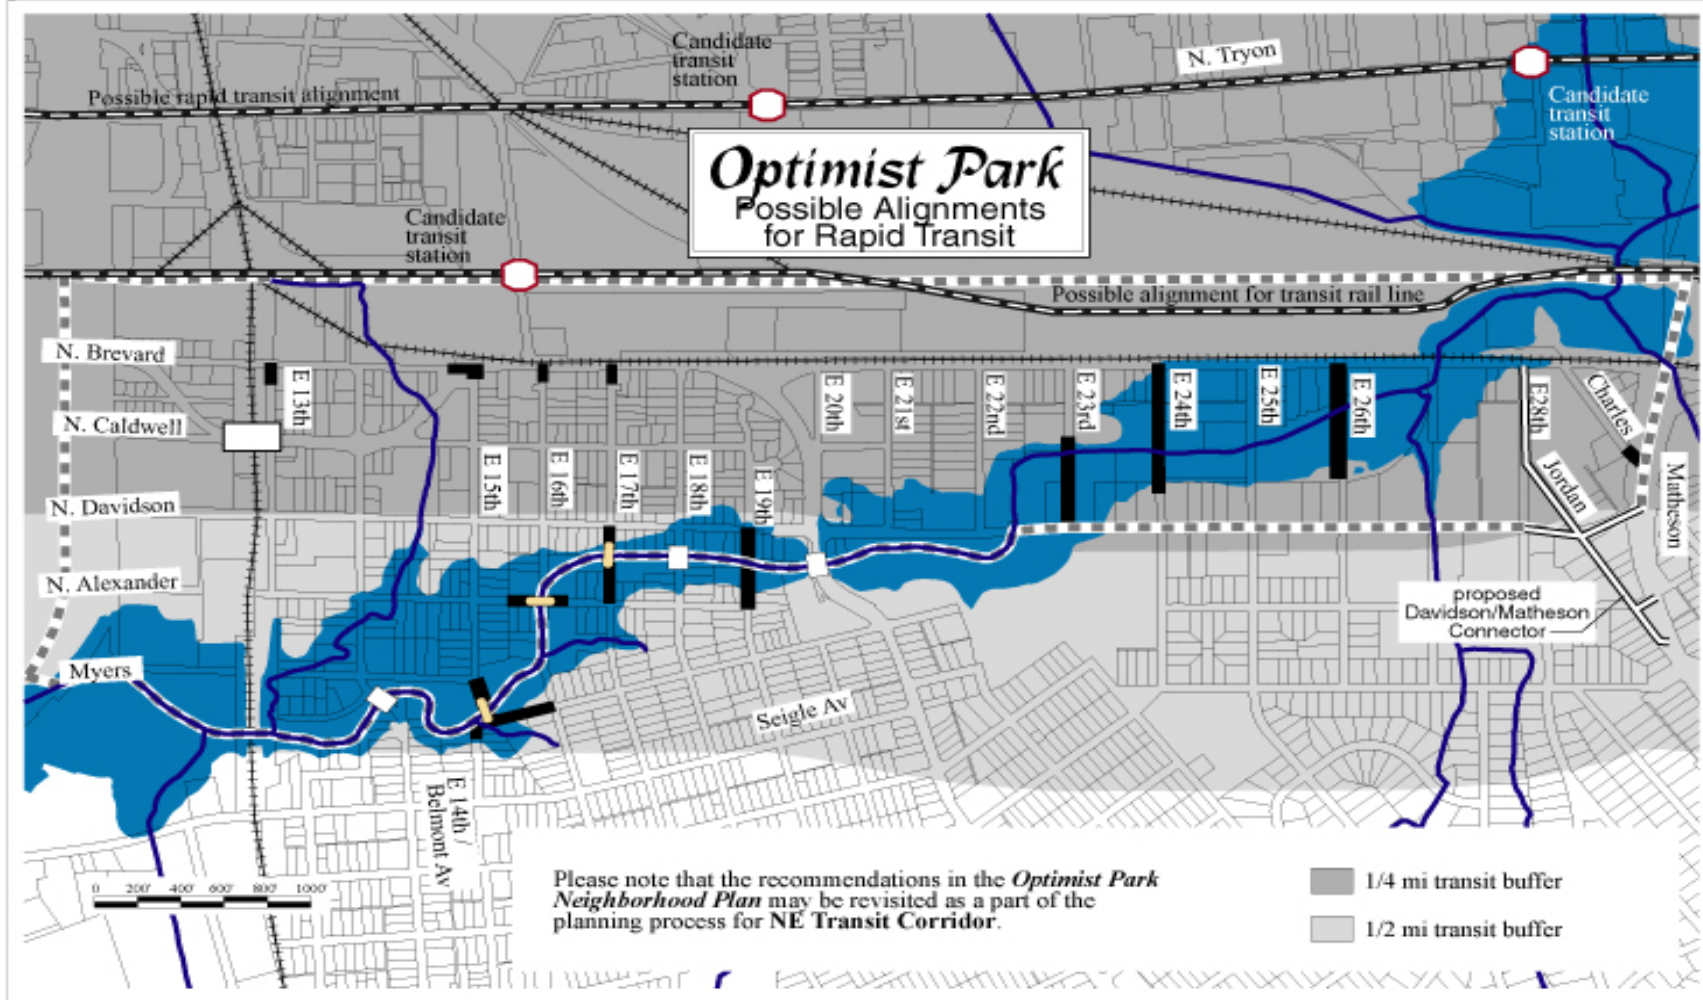 Candidate
transit
station
N. Tryon
Possible rapid transit alignment
Candidate
transit
station
Optimist Park
Possible Alignments
for Rapid Transit
Candidate
transit
station
Possible alignment for transit rail line
N. Brevard
N. Caldwell
N. Davidson
N. Alexander
Myers
E 13th
E 15th
E 16th
E 17th
E 18th
E 19th
E 20th
E 21st
E 22nd
E 23rd
E 24th
E 25th
E 26th
E28th
Charles
Jordan
Matheson
proposed
Davidson/Matheson
Connector
Seigle Av
E 14th/
Belmont Av
0 200' 400' 600' 800' 1000'
Please note that the recommendations in the Optimist Park
Neighborhood Plan may be revisited as a part of the
planning process for NE Transit Corridor.
1/4 mi transit buffer
1/2 mi transit buffer